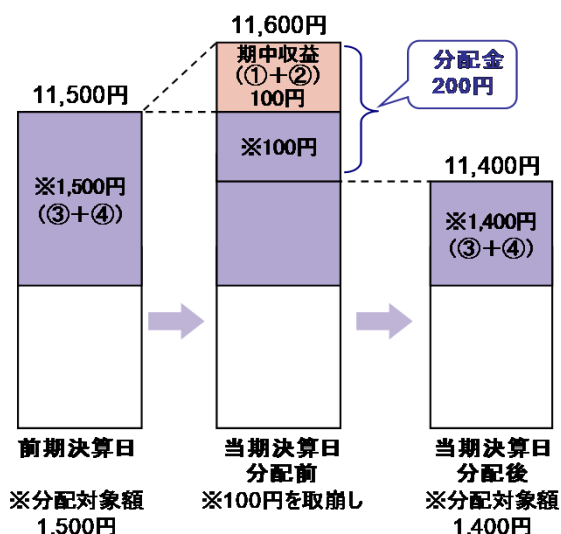 11,500円
※1,500円
(③+④)
前期決算日
※分配対象額
1,500円
11,600円
期中収益
(①+②)
100円
※100円
分配金
200円
当期決算日
分配前
※100円を取崩し
11,400円
※1,400円
(③+④)
当期決算日
分配後
※分配対象額
1,400円